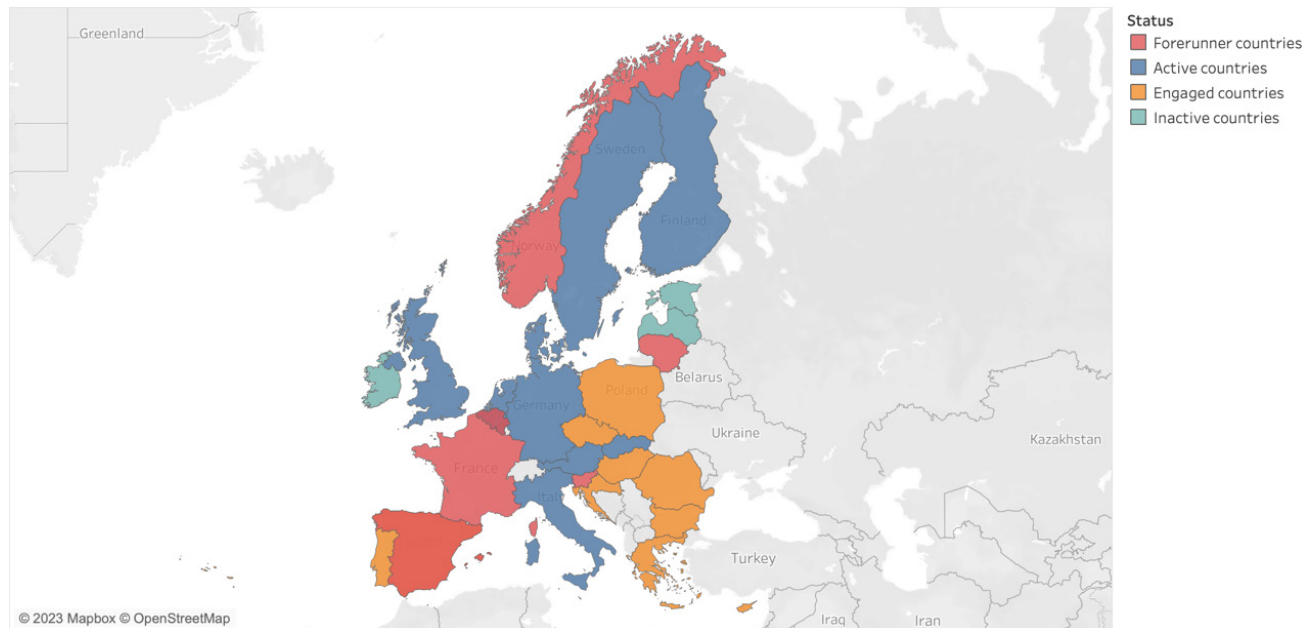 Greenland
Status
Forerunner countries
Active countries
Engaged countries
Inactive countries
Sweden
Finland
Norway
Belarus
Poland
Germany
Ukraine
Kazakhstan
France
Italy
Turkey
Iraq
Iran
© 2023 Mapbox © OpenStreetMap